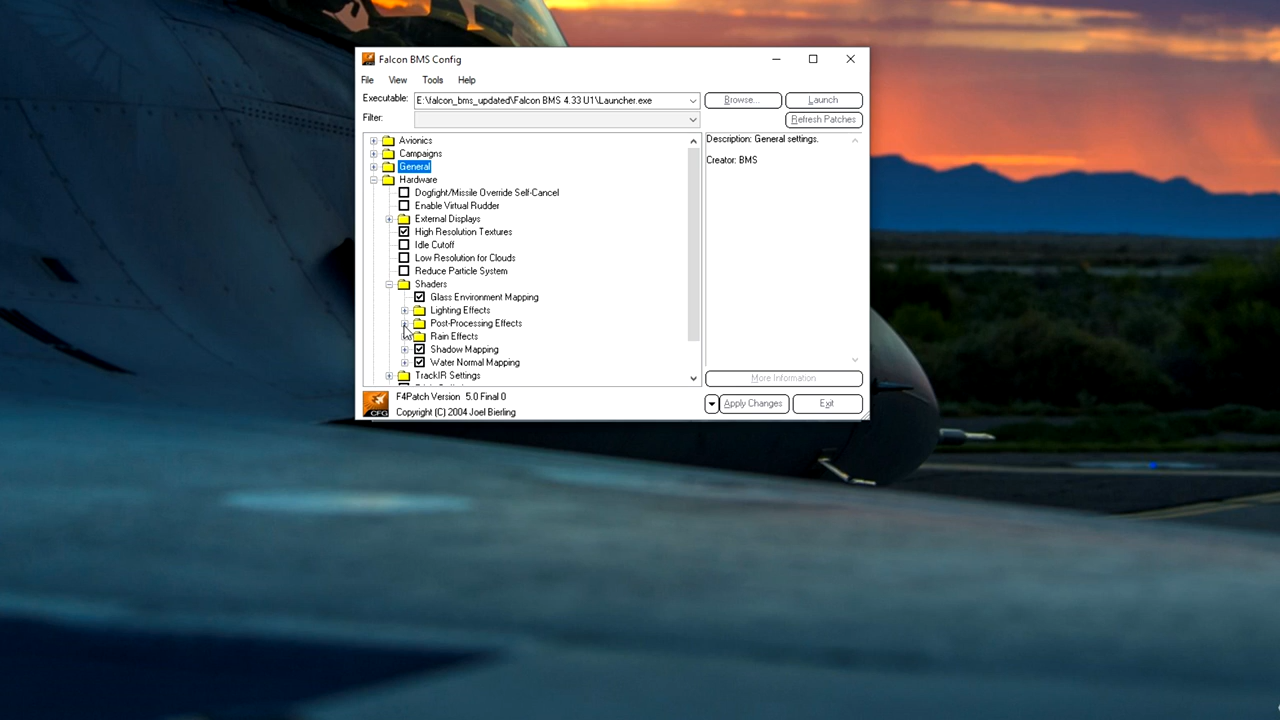 Falcon BMS Config
File View Tools Help
Executable: E:\falcon_bms_updated\Falcon BMS 4.33 U1\Launcher.exe Browse... Launch
Filter: Refresh Patches
Avionics
Campaigns
General
Hardware
Dogfight/Missile Override Self-Cancel
Enable Virtual Rudder
External Displays
High Resolution Textures
Idle Cutoff
Low Resolution for Clouds
Reduce Particle System
Shaders
Glass Environment Mapping
Lighting Effects
Post-Processing Effects
Rain Effects
Shadow Mapping
Water Normal Mapping
TrackIR Settings
Description: General settings.
Creator: BMS
More Information
CFG
F4Patch Version 5.0 Final 0
Copyright (C) 2004 Joel Bierling
Apply Changes Exit